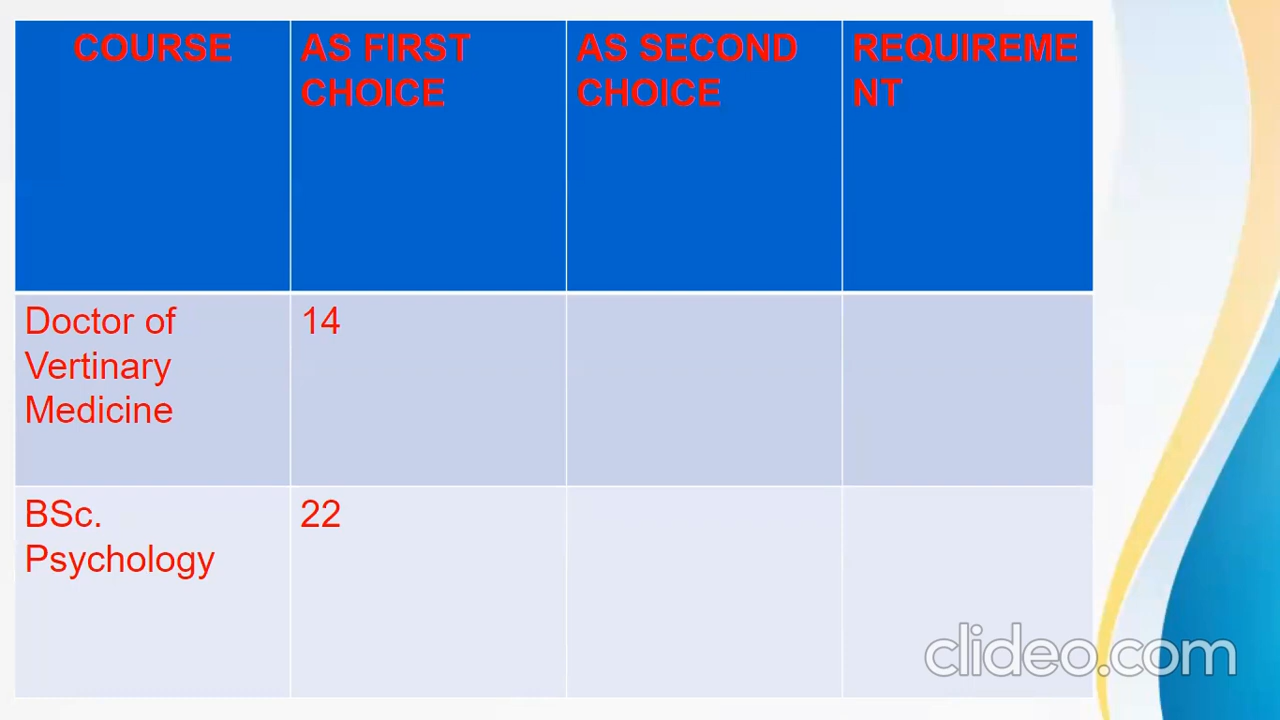 COURSE
AS FIRST
CHOICE
AS SECOND
CHOICE
REQUIREME
NT
Doctor of
Vertinary
Medicine
14
BSc.
Psychology
22
clideo.com